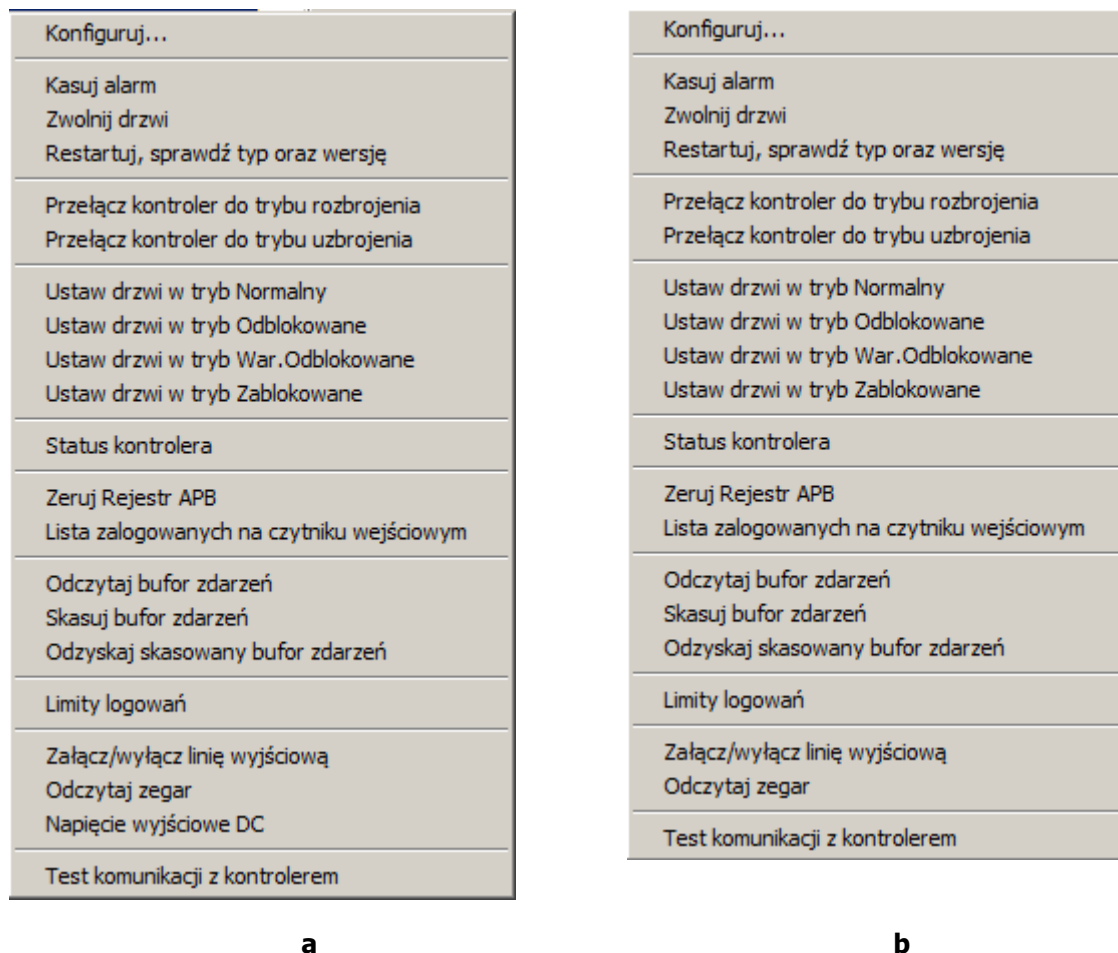 Konfiguruj...
Kasuj alarm
Zwolnij drzwi
Restartuj, sprawdź typ oraz wersję
Przełącz kontroler do trybu rozbrojenia
Przełącz kontroler do trybu uzbrojenia
Ustaw drzwi w tryb Normalny
Ustaw drzwi w tryb Odblokowane
Ustaw drzwi w tryb War.Odblokowane
Ustaw drzwi w tryb Zablokowane
Status kontrolera
Zeruj Rejestr APB
Lista zalogowanych na czytniku wejściowym
Odczytaj bufor zdarzeń
Skasuj bufor zdarzeń
Odzyskaj skasowany bufor zdarzeń
Limity logowań
Załącz/wyłącz linię wyjściową
Odczytaj zegar
Napięcie wyjściowe DC
Test komunikacji z kontrolerem
a
Konfiguruj...
Kasuj alarm
Zwolnij drzwi
Restartuj, sprawdź typ oraz wersję
Przełącz kontroler do trybu rozbrojenia
Przełącz kontroler do trybu uzbrojenia
Ustaw drzwi w tryb Normalny
Ustaw drzwi w tryb Odblokowane
Ustaw drzwi w tryb War.Odblokowane
Ustaw drzwi w tryb Zablokowane
Status kontrolera
Zeruj Rejestr APB
Lista zalogowanych na czytniku wejściowym
Odczytaj bufor zdarzeń
Skasuj bufor zdarzeń
Odzyskaj skasowany bufor zdarzeń
Limity logowań
Załącz/wyłącz linię wyjściową
Odczytaj zegar
Test komunikacji z kontrolerem
b